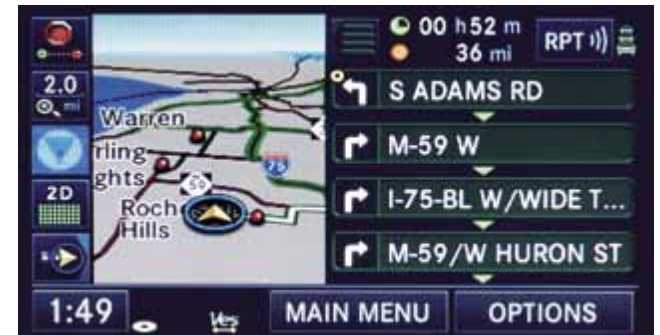 00 h 52 m
36 mi
RPT
2.0
mi
S ADAMS RD
Warren
rling
ghts
M-59 W
75
59
2D
Roch
Hills
I-75-BL W/WIDE T...
M-59/W HURON ST
1:49
MAIN MENU
OPTIONS